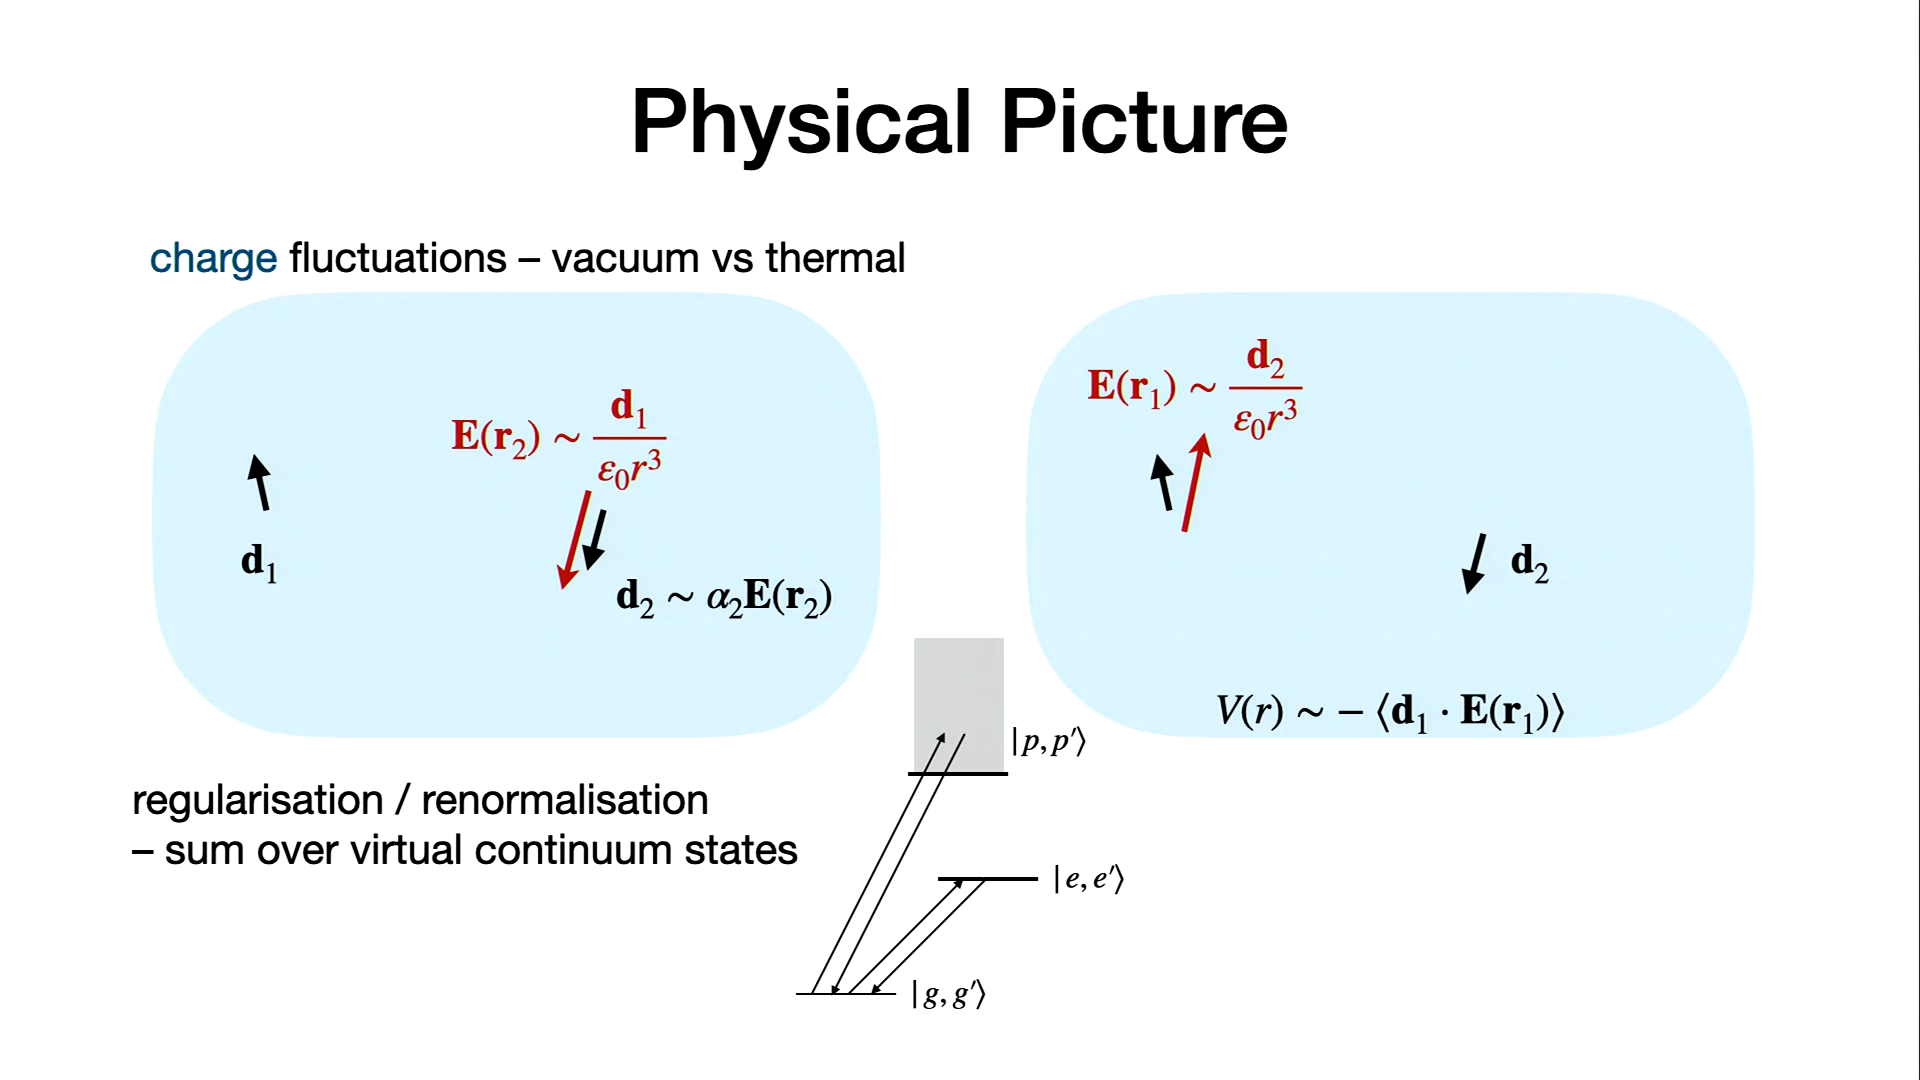 Physical Picture
charge fluctuations – vacuum vs thermal
E(r₂) ~ d₁ / ε₀r³
d₁
d₂ ~ α₂E(r₂)
E(r₁) ~ d₂ / ε₀r³
d₂
V(r) ~ − ⟨d₁ · E(r₁)⟩
regularisation / renormalisation
– sum over virtual continuum states
|p, p′⟩
|e, e′⟩
|g, g′⟩